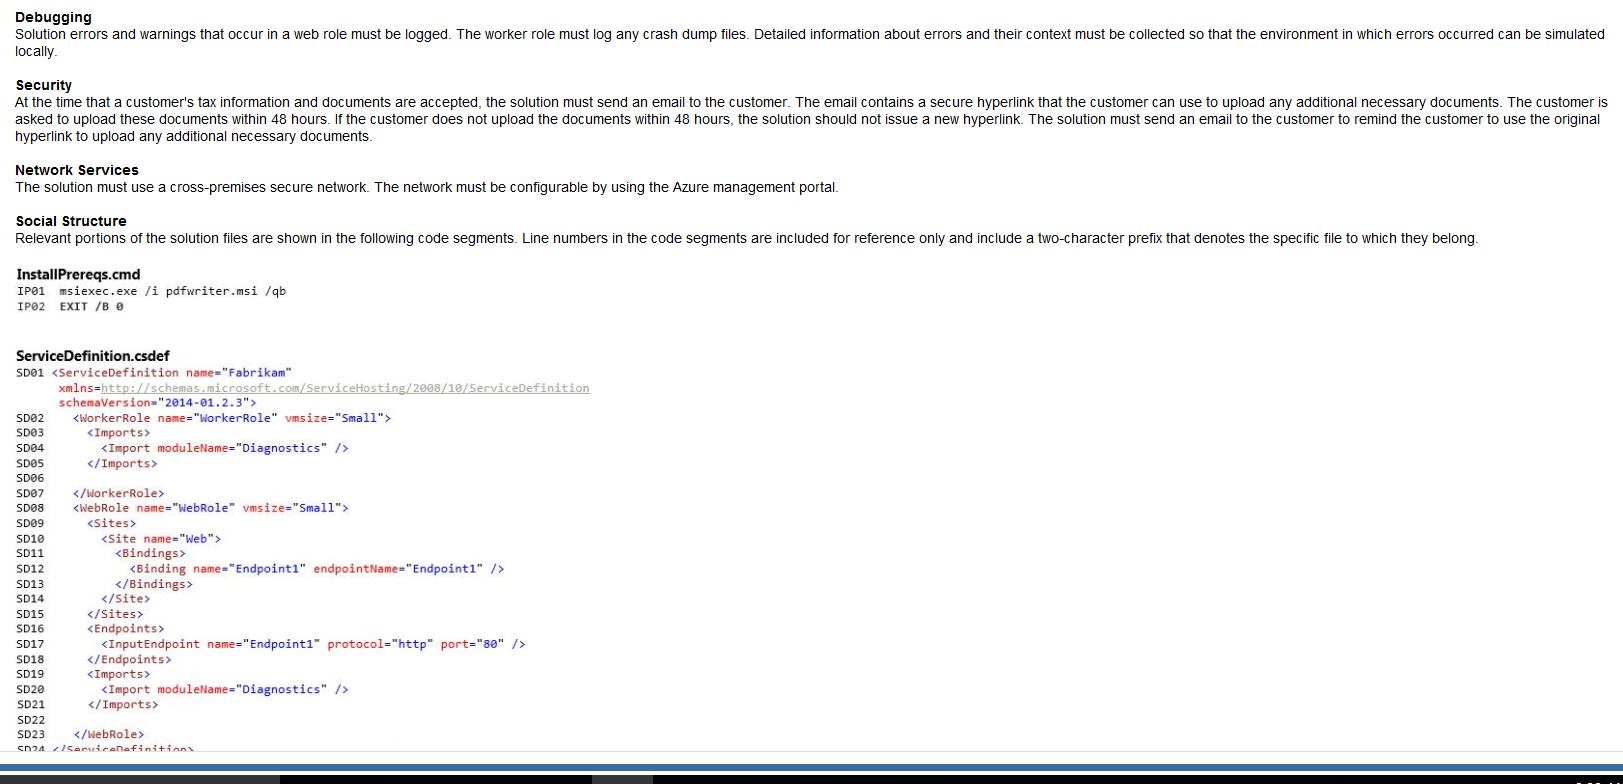 Debugging
Solution errors and warnings that occur in a web role must be logged. The worker role must log any crash dump files. Detailed information about errors and their context must be collected so that the environment in which errors occurred can be simulated
locally.
Security
At the time that a customer's tax information and documents are accepted, the solution must send an email to the customer. The email contains a secure hyperlink that the customer can use to upload any additional necessary documents. The customer is
asked to upload these documents within 48 hours. If the customer does not upload the documents within 48 hours, the solution should not issue a new hyperlink. The solution must send an email to the customer to remind the customer to use the original
hyperlink to upload any additional necessary documents.
Network Services
The solution must use a cross-premises secure network. The network must be configurable by using the Azure management portal.
Social Structure
Relevant portions of the solution files are shown in the following code segments. Line numbers in the code segments are included for reference only and include a two-character prefix that denotes the specific file to which they belong.
InstallPrereqs.cmd
IP01 msiexec.exe /i pdfwriter.msi /qb
IP02 EXIT /B 0
ServiceDefinition.csdef
SD01 <ServiceDefinition name="Fabrikam"
xmlns=http://schemas.microsoft.com/ServiceHosting/2008/10/ServiceDefinition
schemaVersion="2014-01.2.3">
SD02 <WorkerRole name="WorkerRole" vmsize="Small">
SD03 <Imports>
SD04 <Import moduleName="Diagnostics" />
SD05 </Imports>
SD06
SD07 </WorkerRole>
SD08 <WebRole name="WebRole" vmsize="Small">
SD09 <Sites>
SD10 <Site name="Web">
SD11 <Bindings>
SD12 <Binding name="Endpoint1" endpointName="Endpoint1" />
SD13 </Bindings>
SD14 </Site>
SD15 </Sites>
SD16 <Endpoints>
SD17 <InputEndpoint name="Endpoint1" protocol="http" port="80" />
SD18 </Endpoints>
SD19 <Imports>
SD20 <Import moduleName="Diagnostics" />
SD21 </Imports>
SD22
SD23 </WebRole>
SD24 </ServiceDefinition>